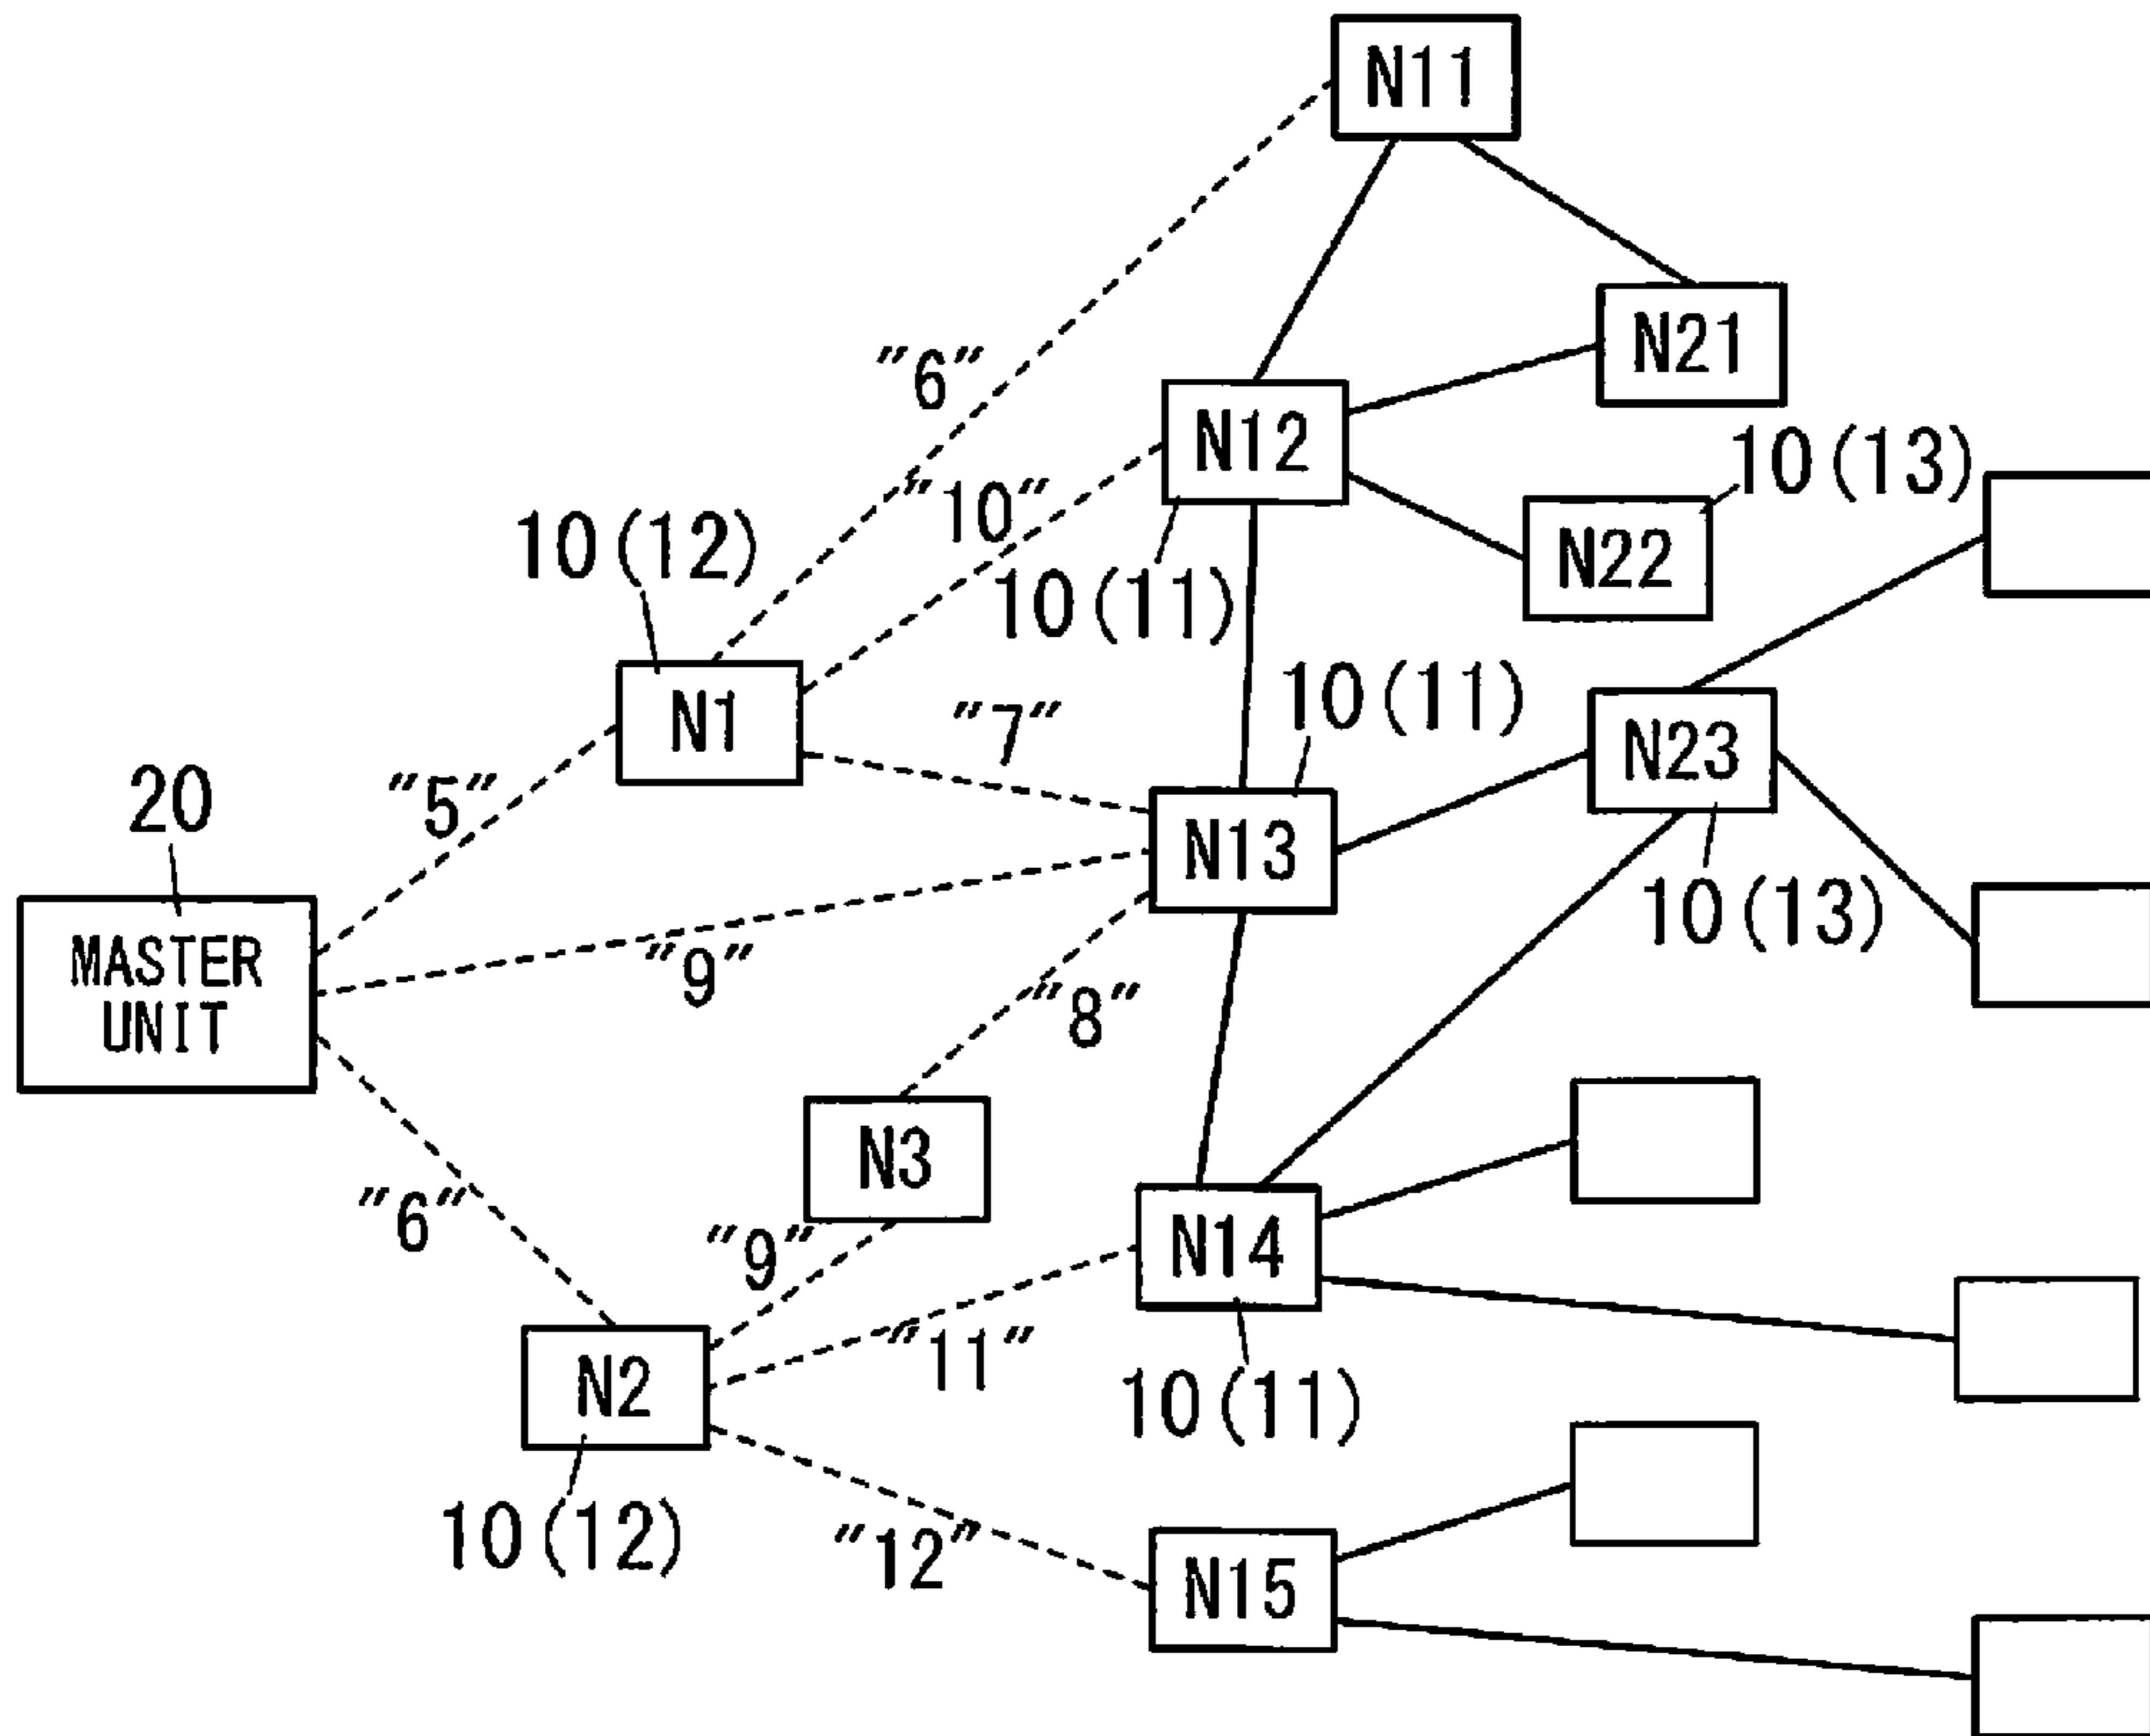 N11
N21
"6"
N12
10(13)
"10"
10(12)
N22
10(11)
10(11)
N1
"7"
N23
20
"5"
N13
10(13)
MASTER
UNIT
"9"
"8"
N3
"6"
"9"
N14
"11"
N2
10(11)
10(12)
"12"
N15